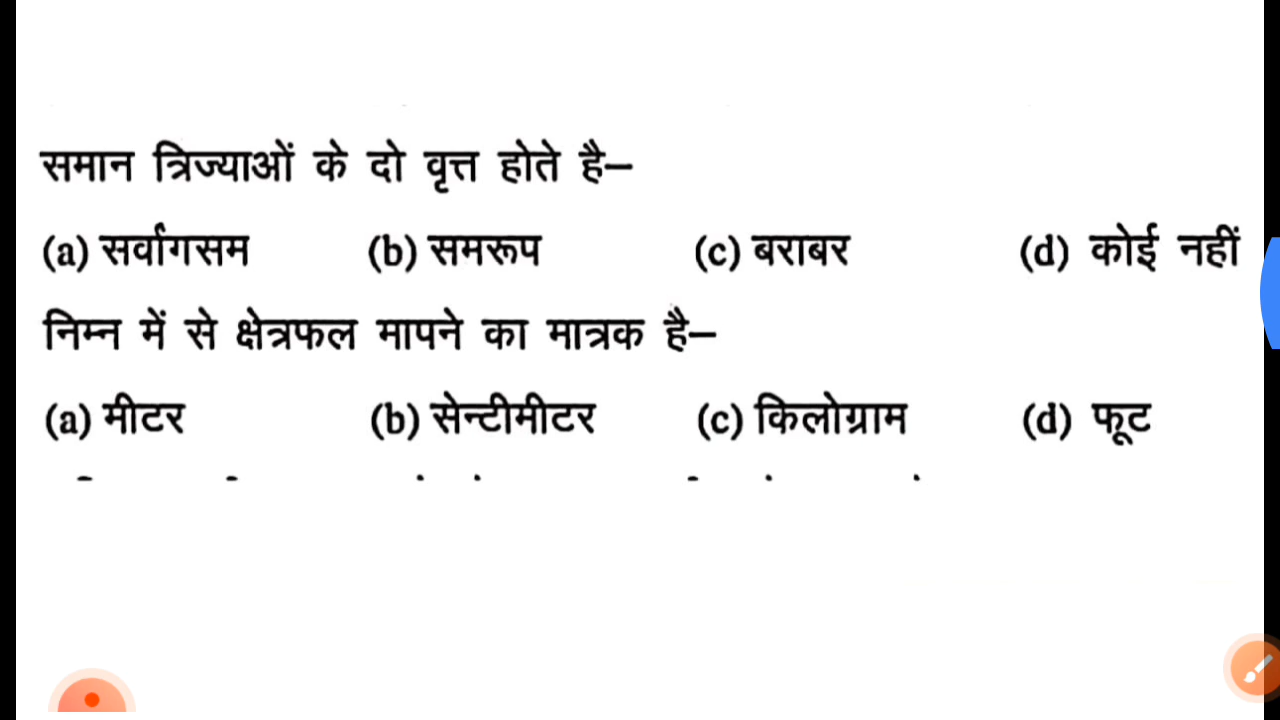 समान त्रिज्याओं के दो वृत्त होते है–
(a) सर्वागसम (b) समरूप (c) बराबर (d) कोई नहीं
निम्न में से क्षेत्रफल मापने का मात्रक है–
(a) मीटर (b) सेन्टीमीटर (c) किलोग्राम (d) फूट